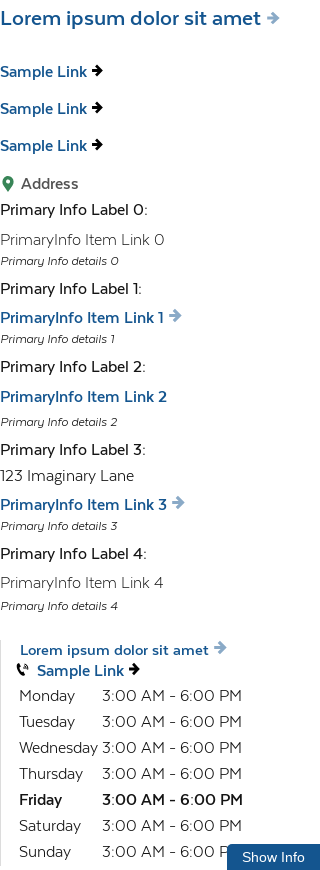 Lorem ipsum dolor sit amet
Sample Link
Sample Link
Sample Link
Address
Primary Info Label 0:
PrimaryInfo Item Link 0
Primary Info details 0
Primary Info Label 1:
PrimaryInfo Item Link 1
Primary Info details 1
Primary Info Label 2:
PrimaryInfo Item Link 2
Primary Info details 2
Primary Info Label 3:
123 Imaginary Lane
PrimaryInfo Item Link 3
Primary Info details 3
Primary Info Label 4:
PrimaryInfo Item Link 4
Primary Info details 4
Lorem ipsum dolor sit amet
Sample Link
Monday 3:00 AM - 6:00 PM
Tuesday 3:00 AM - 6:00 PM
Wednesday 3:00 AM - 6:00 PM
Thursday 3:00 AM - 6:00 PM
Friday 3:00 AM - 6:00 PM
Saturday 3:00 AM - 6:00 PM
Sunday 3:00 AM - 6:00
Show Info